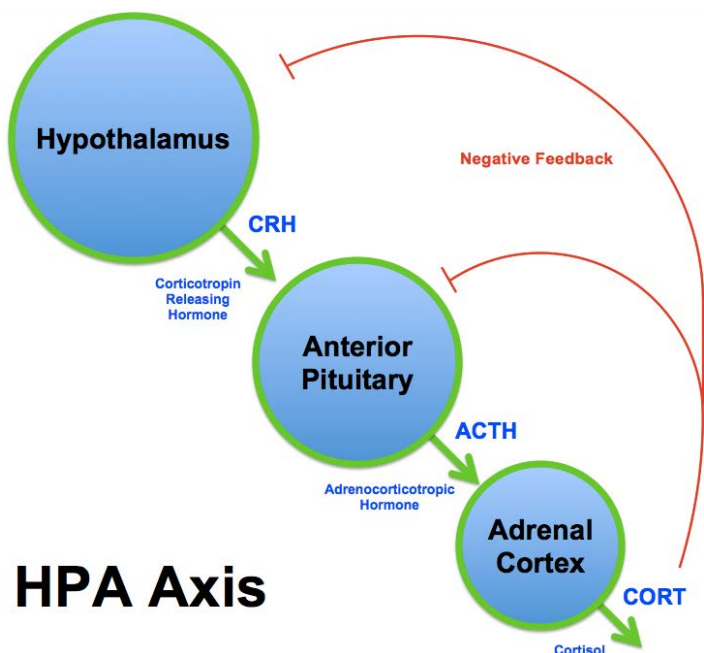 Hypothalamus
Negative Feedback
CRH
Corticotropin
Releasing
Hormone
Anterior
Pituitary
ACTH
Adrenocorticotropic
Hormone
Adrenal
Cortex
HPA Axis
CORT
Cortisol